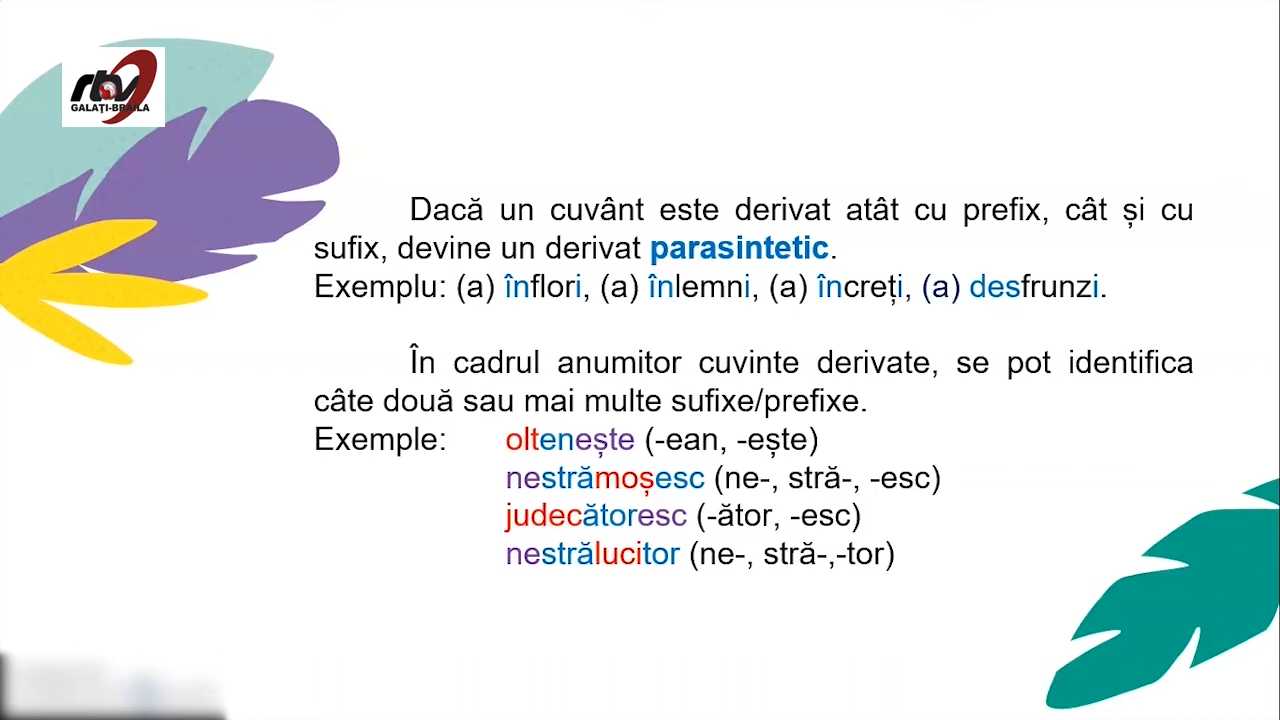 rtv
GALAȚI-BRAILA
Dacă un cuvânt este derivat atât cu prefix, cât și cu
sufix, devine un derivat parasintetic.
Exemplu: (a) înflori, (a) înlemni, (a) încreți, (a) desfrunzi.
În cadrul anumitor cuvinte derivate, se pot identifica
câte două sau mai multe sufixe/prefixe.
Exemple: oltenește (-ean, -ește)
nestrămoșesc (ne-, stră-, -esc)
judecătoresc (-ător, -esc)
nestrălucitor (ne-, stră-,-tor)